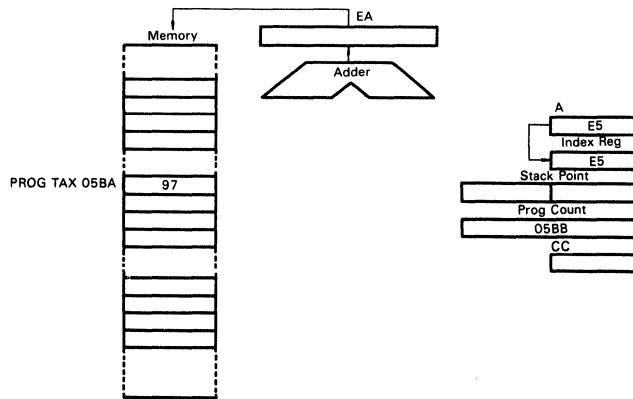 EA
Memory
Adder
A
E5
Index Reg
E5
Stack Point
PROG TAX 05BA 97
Prog Count
05BB
CC